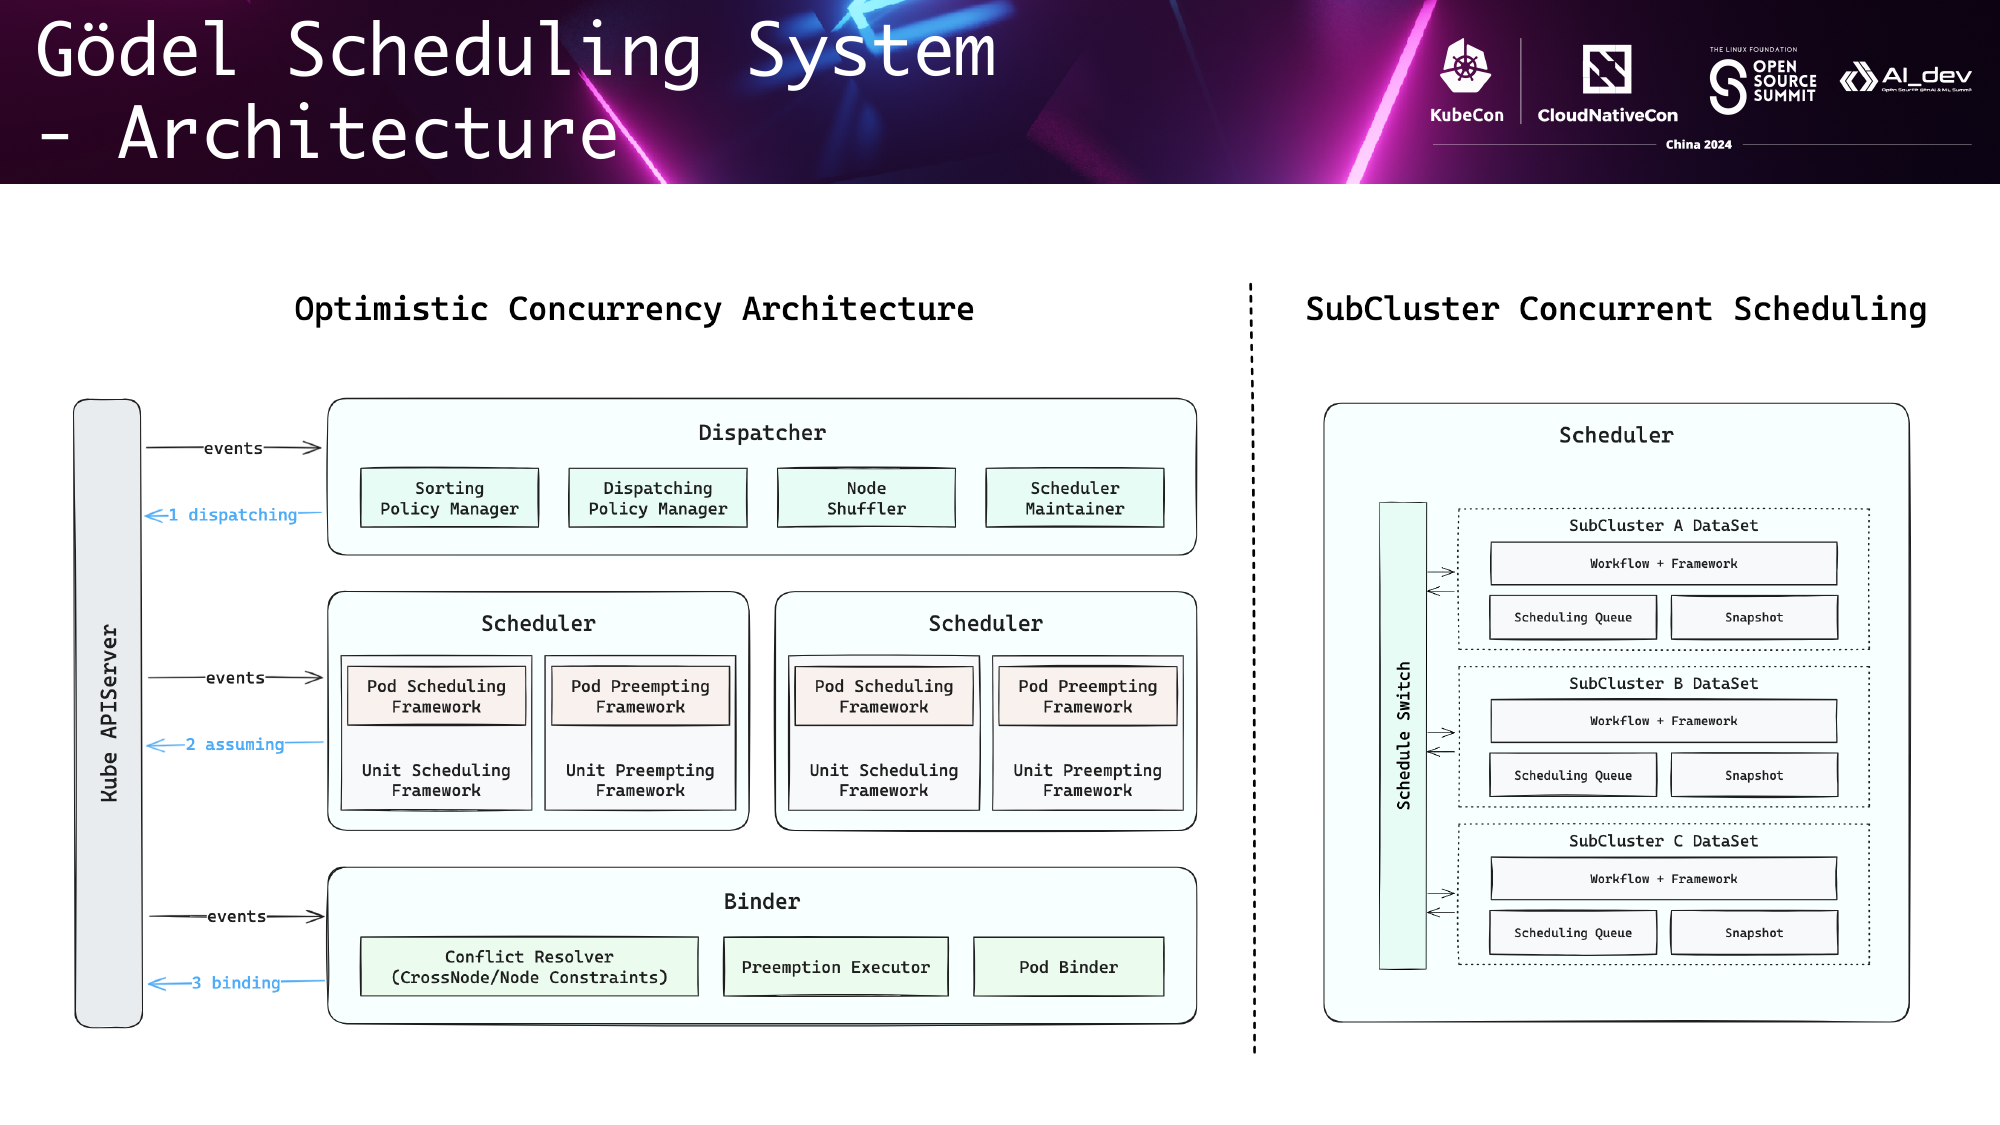 Gödel Scheduling System
- Architecture
KubeCon
CloudNativeCon
THE LINUX FOUNDATION
OPEN
SOURCE
SUMMIT
AI_dev
Open Source GenAI & ML Summit
China 2024
Optimistic Concurrency Architecture
Kube APIServer
events
1 dispatching
events
2 assuming
events
3 binding
Dispatcher
Sorting
Policy Manager
Dispatching
Policy Manager
Node
Shuffler
Scheduler
Maintainer
Scheduler
Pod Scheduling
Framework
Unit Scheduling
Framework
Pod Preempting
Framework
Unit Preempting
Framework
Scheduler
Pod Scheduling
Framework
Unit Scheduling
Framework
Pod Preempting
Framework
Unit Preempting
Framework
Binder
Conflict Resolver
(CrossNode/Node Constraints)
Preemption Executor
Pod Binder
SubCluster Concurrent Scheduling
Scheduler
Schedule Switch
SubCluster A DataSet
Workflow + Framework
Scheduling Queue
Snapshot
SubCluster B DataSet
Workflow + Framework
Scheduling Queue
Snapshot
SubCluster C DataSet
Workflow + Framework
Scheduling Queue
Snapshot